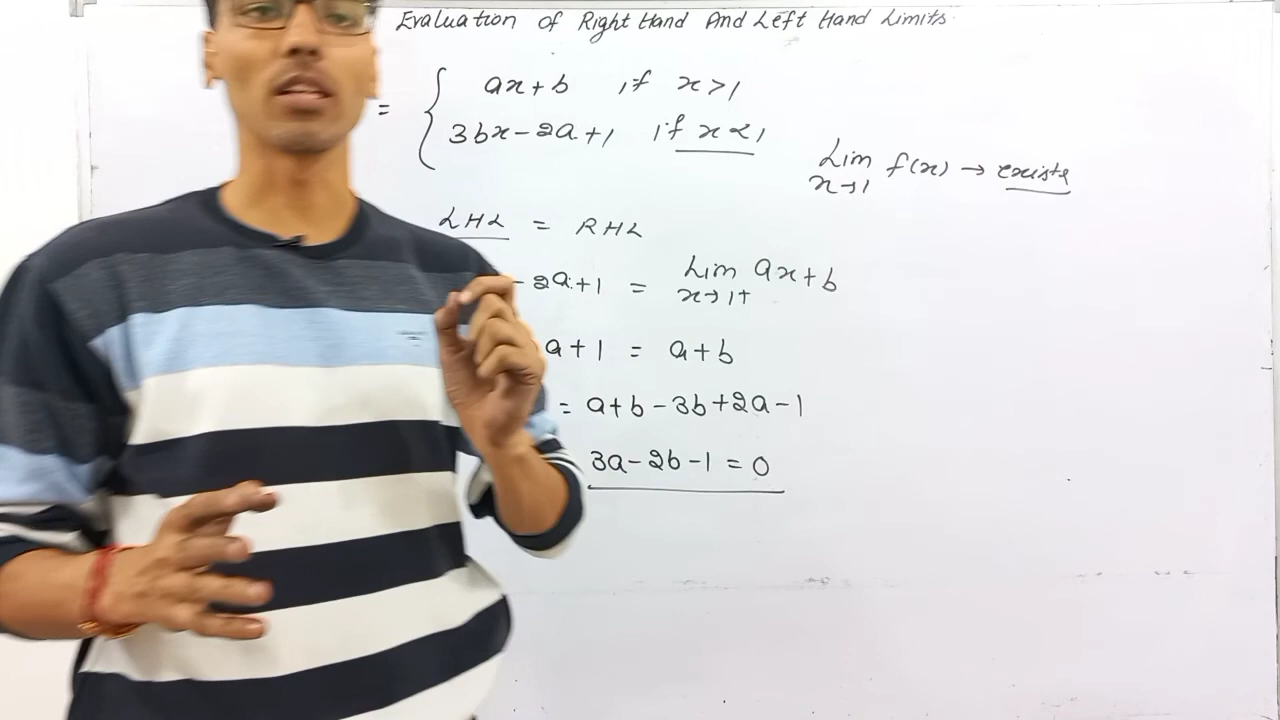 Evaluation of Right Hand And Left Hand Limits.
= { ax+b if x>1
3bx-2a+1 if x<1
Lim f(x) → exists
x→1
LHL = RHL
-2a+1 = Lim ax+b
x→1+
a+1 = a+b
= a+b-3b+2a-1
3a-2b-1=0